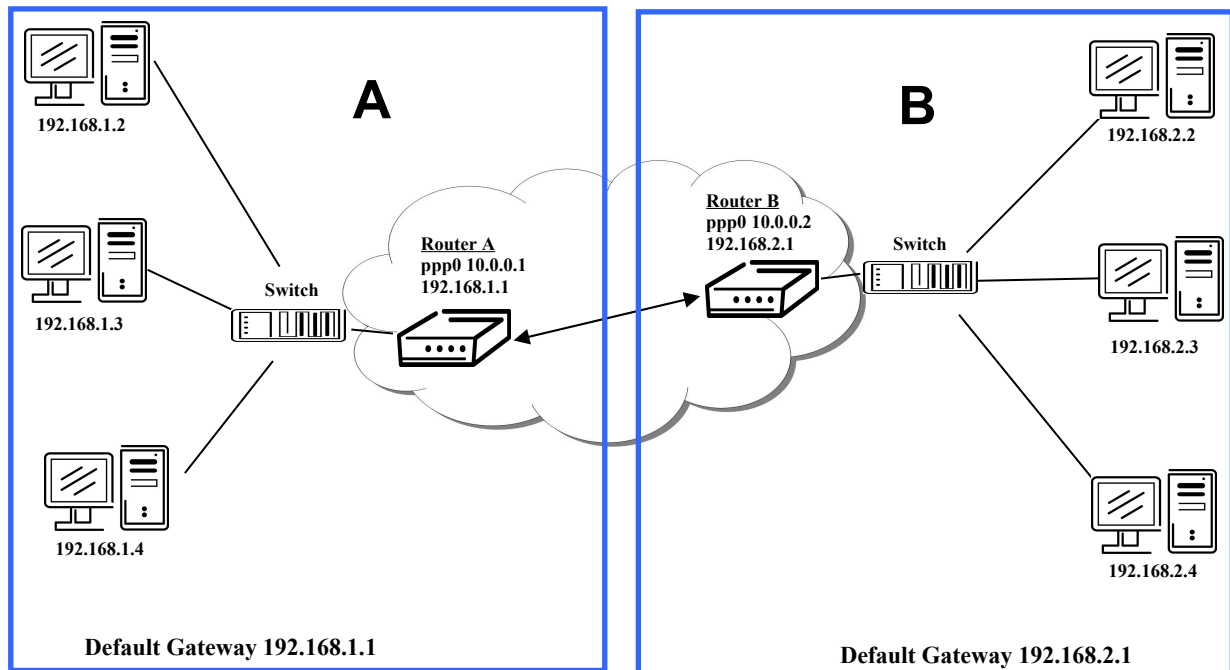 A
192.168.1.2
192.168.1.3
192.168.1.4
Switch
Router A
ppp0 10.0.0.1
192.168.1.1
Default Gateway 192.168.1.1
B
Router B
ppp0 10.0.0.2
192.168.2.1
Switch
192.168.2.2
192.168.2.3
192.168.2.4
Default Gateway 192.168.2.1